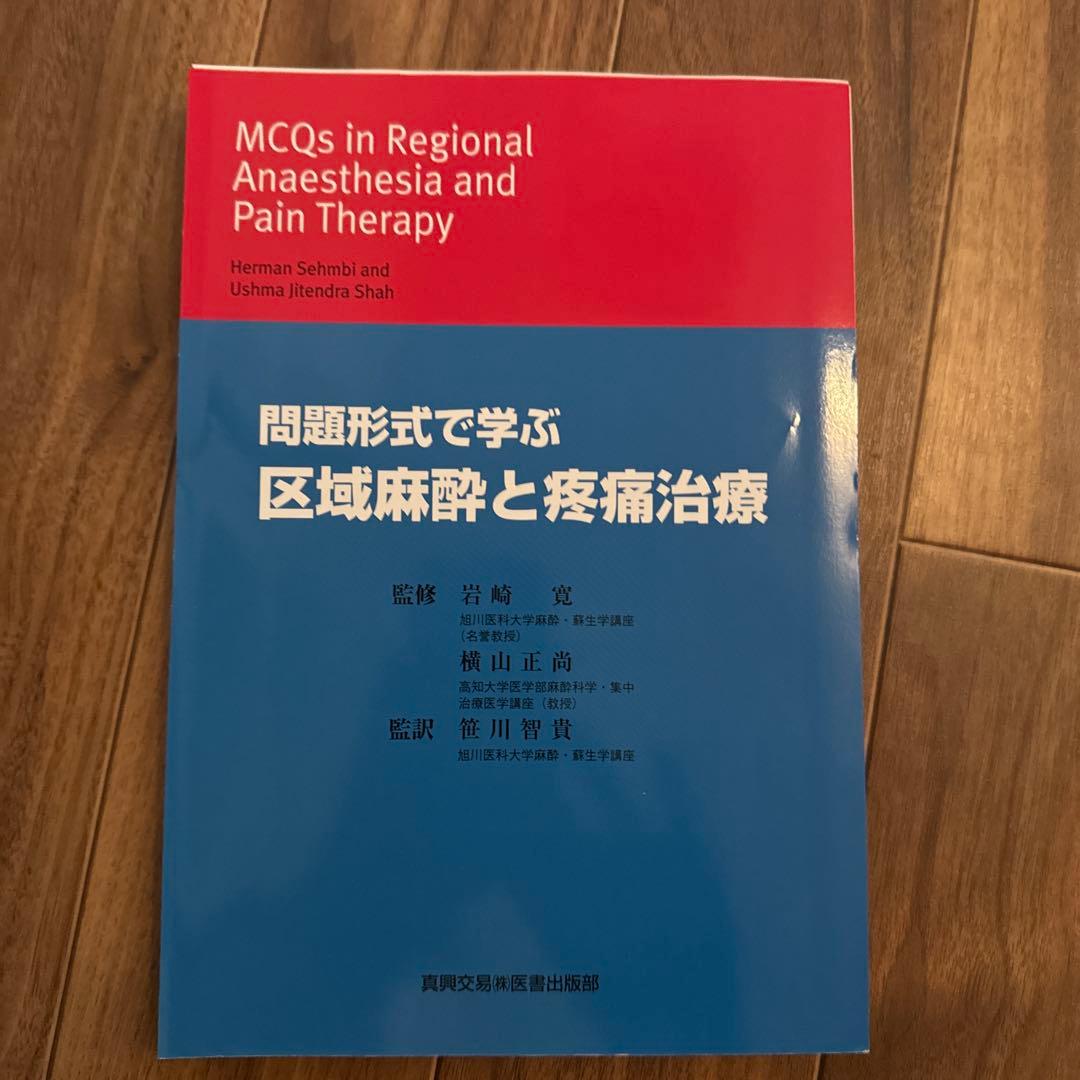 MCQs in Regional
Anaesthesia and
Pain Therapy
Herman Sehmbi and
Ushma Jitendra Shah
問題形式で学ぶ
区域麻酔と疼痛治療
監修 岩崎 寛
旭川医科大学麻酔・蘇生学講座
(名誉教授)
横山正尚
高知大学医学部麻酔科学・集中
治療医学講座(教授)
監訳 笹川智貴
旭川医科大学麻酔・蘇生学講座
真興交易㈱医書出版部